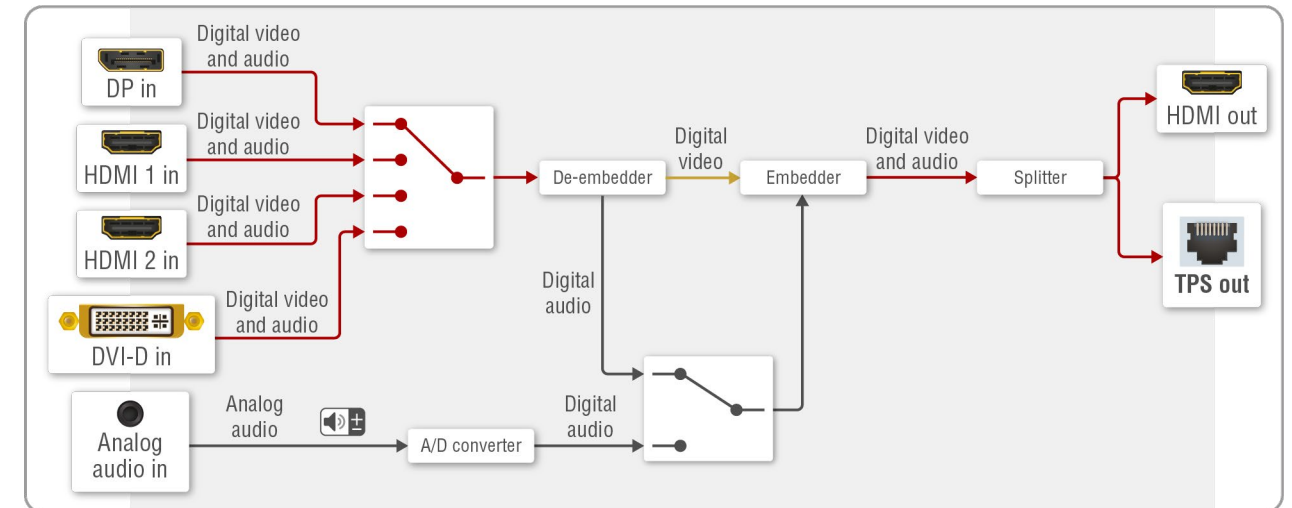 Digital video
and audio
DP in
Digital video
and audio
HDMI 1 in
Digital video
and audio
HDMI 2 in
Digital video
and audio
DVI-D in
De-embedder
Digital
video
Embedder
Digital video
and audio
Splitter
HDMI out
TPS out
Digital
audio
Analog
audio in
Analog
audio
A/D converter
Digital
audio